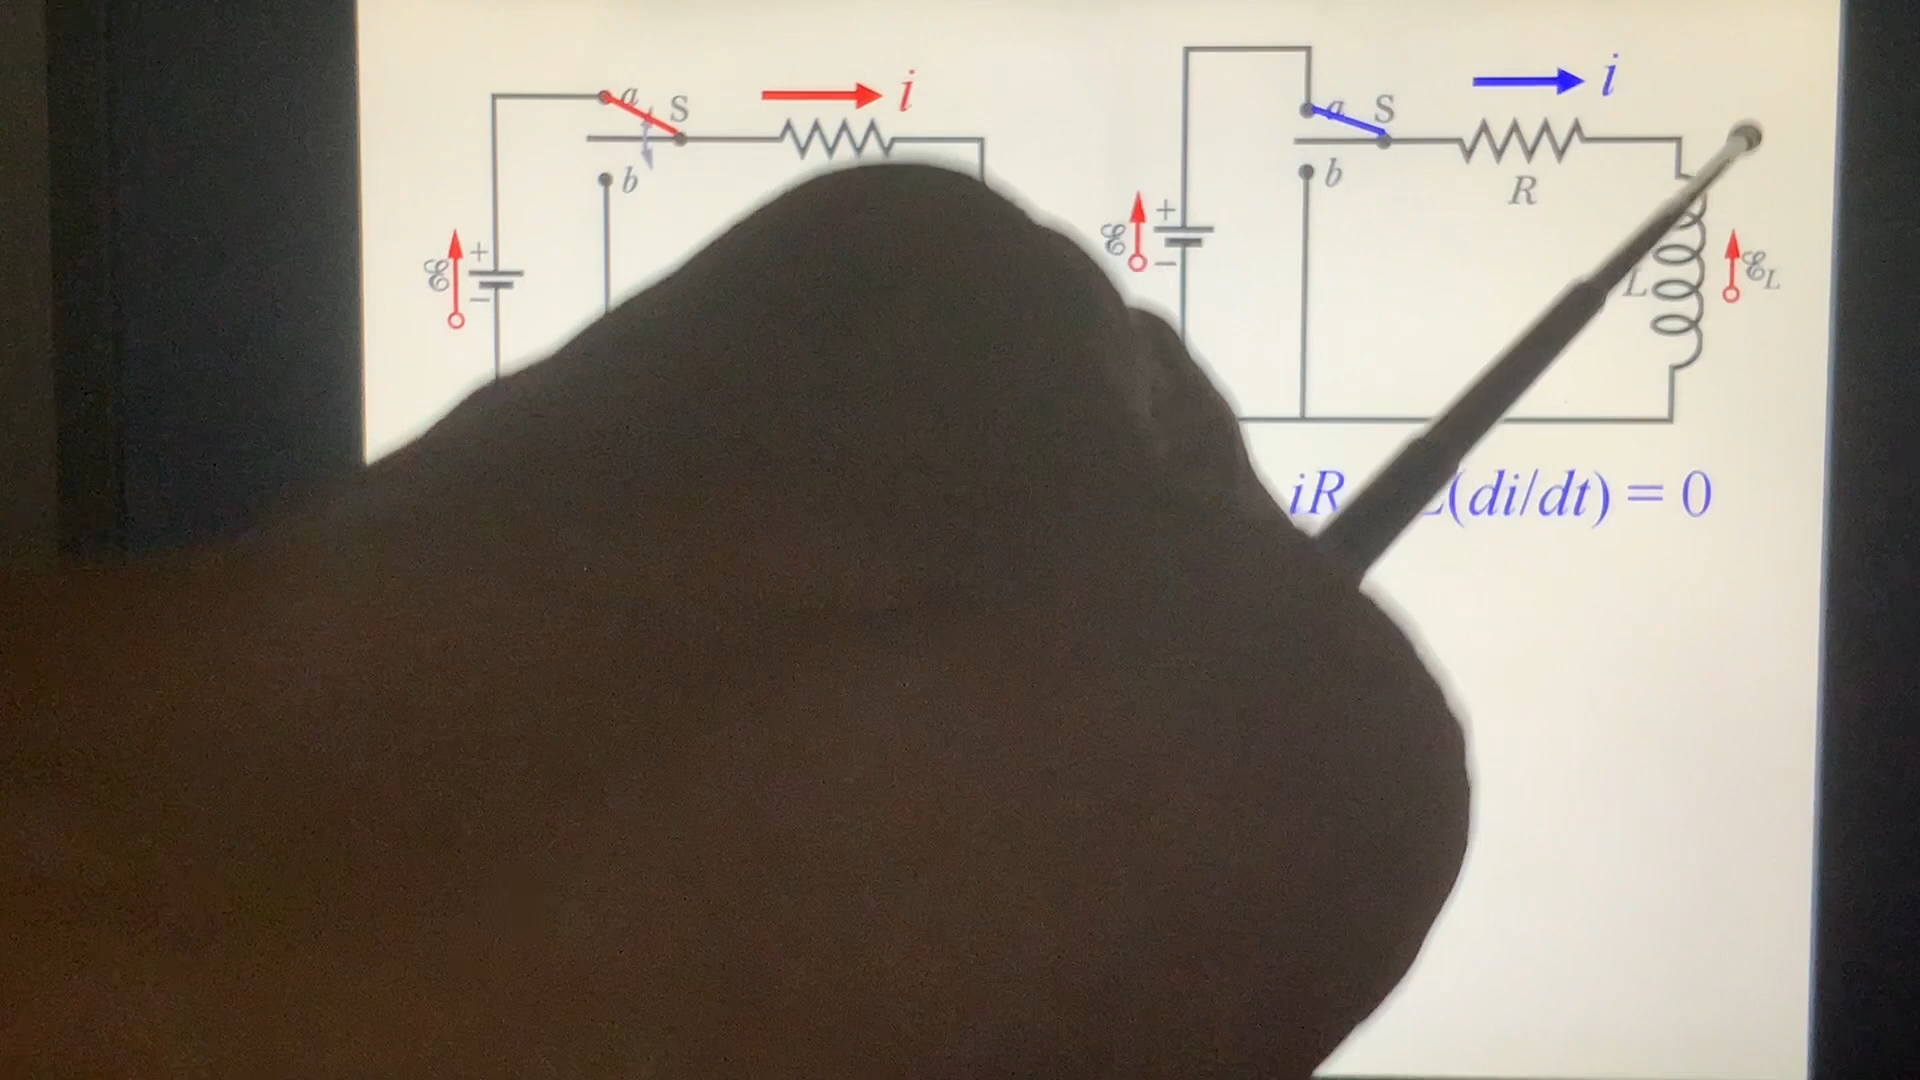 a S i
b
+
ℰ
−
a S i
b R
+
ℰ
−
L ℰL
iR (di/dt) = 0